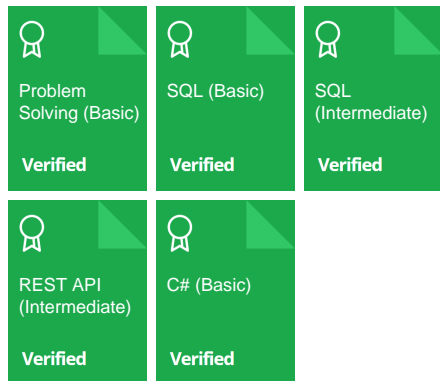 Problem
Solving (Basic)
Verified
SQL (Basic)
Verified
SQL
(Intermediate)
Verified
REST API
(Intermediate)
Verified
C# (Basic)
Verified